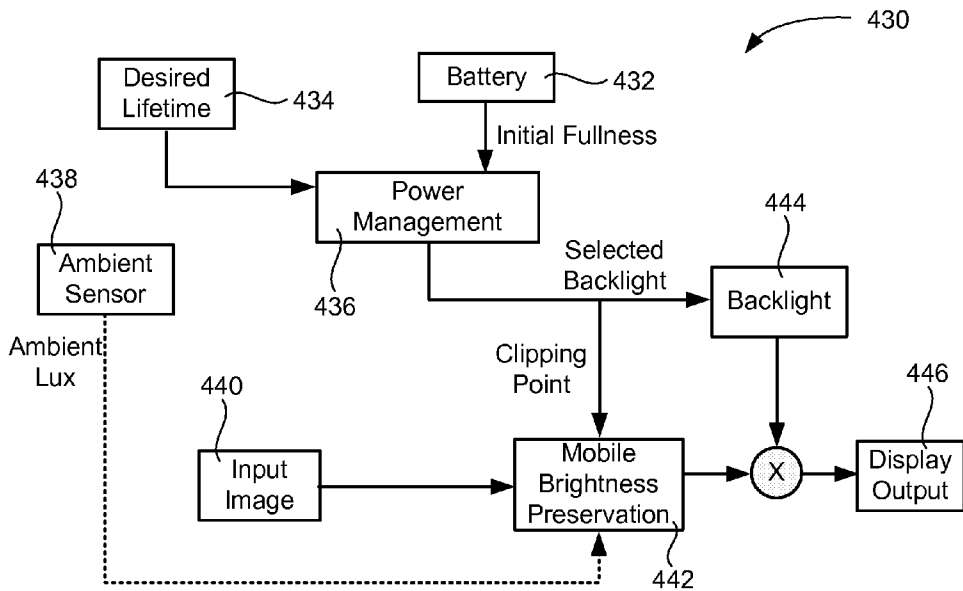 430
Desired
Lifetime
434
Battery
432
Initial Fullness
Power
Management
436
438
Ambient
Sensor
Ambient
Lux
Selected
Backlight
444
Backlight
Clipping
Point
440
Input
Image
Mobile
Brightness
Preservation
442
X
446
Display
Output